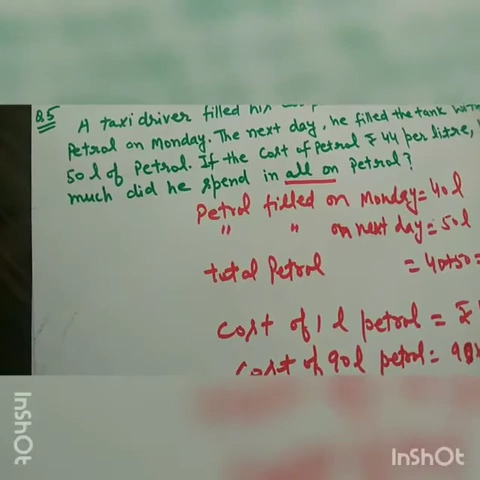 Q.5 A taxi driver filled his
Petrol on Monday. The next day, he filled the tank with
50 l of Petrol. If the cost of Petrol ₹ 44 per litre,
much did he spend in all on Petrol?
Petrol filled on Monday = 40 l
" " on next day = 50 l
total Petrol = 40+50 =
Cost of 1 l petrol = ₹
Cost of 90 l petrol =
InShOt
InShOt